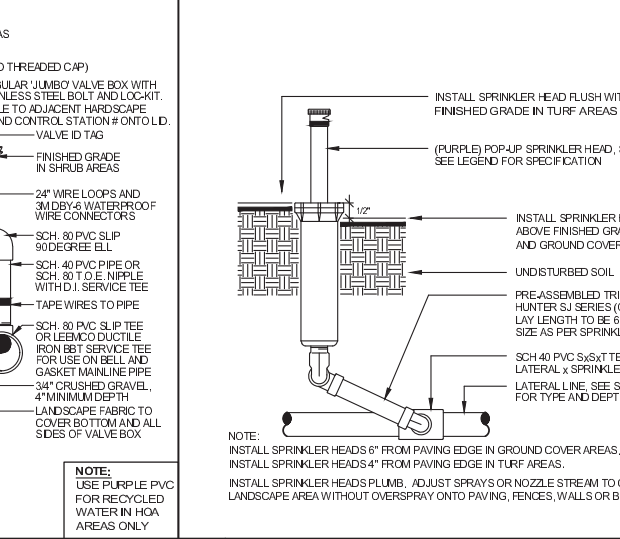 AS
D THREADED CAP)
ULAR 'JUMBO' VALVE BOX WITH
NLESS STEEL BOLT AND LOC-KIT.
LE TO ADJACENT HARDSCAPE
ND CONTROL STATION # ONTO LID.
VALVE ID TAG
FINISHED GRADE
IN SHRUB AREAS
24" WIRE LOOPS AND
3M DBY-6 WATERPROOF
WIRE CONNECTORS
SCH. 80 PVC SLIP
90 DEGREE ELL
SCH. 40 PVC PIPE OR
SCH. 80 T.O.E. NIPPLE
WITH D.I. SERVICE TEE
TAPE WIRES TO PIPE
SCH. 80 PVC SLIP TEE
OR LEEMCO DUCTILE
IRON BBT SERVICE TEE
FOR USE ON BELL AND
GASKET MAINLINE PIPE
3/4" CRUSHED GRAVEL,
4" MINIMUM DEPTH
LANDSCAPE FABRIC TO
COVER BOTTOM AND ALL
SIDES OF VALVE BOX
NOTE:
USE PURPLE PVC
FOR RECYCLED
WATER IN HOA
AREAS ONLY
INSTALL SPRINKLER HEAD FLUSH WIT
FINISHED GRADE IN TURF AREAS
(PURPLE) POP-UP SPRINKLER HEAD,
SEE LEGEND FOR SPECIFICATION
1/2"
INSTALL SPRINKLER
ABOVE FINISHED GRA
AND GROUND COVER
UNDISTURBED SOIL
PRE-ASSEMBLED TRI
HUNTER SJ SERIES (
LAY LENGTH TO BE 6
SIZE AS PER SPRINKL
SCH 40 PVC SxSxT TE
LATERAL x SPRINKLE
LATERAL LINE, SEE S
FOR TYPE AND DEPT
NOTE:
INSTALL SPRINKLER HEADS 6" FROM PAVING EDGE IN GROUND COVER AREAS,
INSTALL SPRINKLER HEADS 4" FROM PAVING EDGE IN TURF AREAS.
INSTALL SPRINKLER HEADS PLUMB, ADJUST SPRAYS OR NOZZLE STREAM TO
LANDSCAPE AREA WITHOUT OVERSPRAY ONTO PAVING, FENCES, WALLS OR B